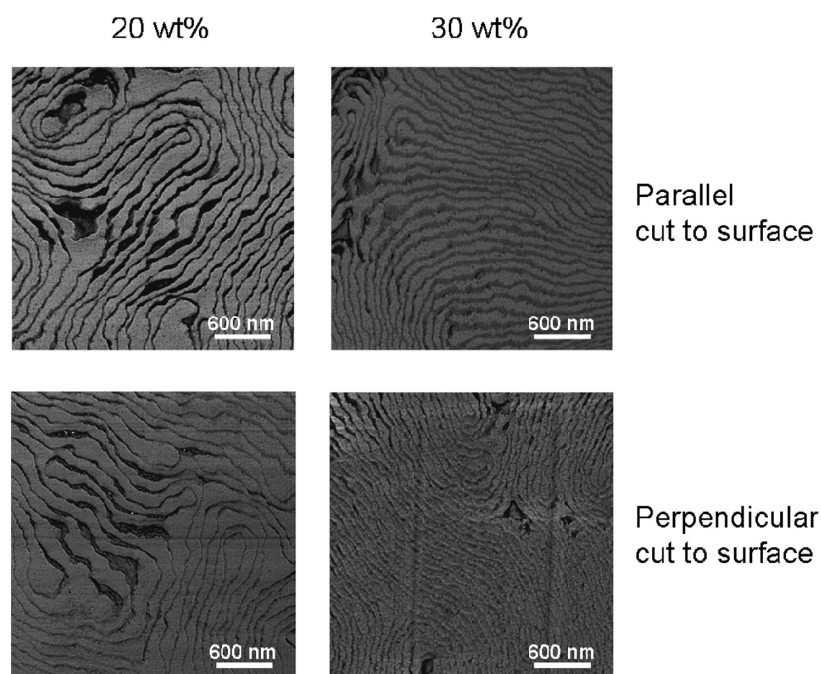 20 wt%
30 wt%
Parallel
cut to surface
600 nm
600 nm
Perpendicular
cut to surface
600 nm
600 nm